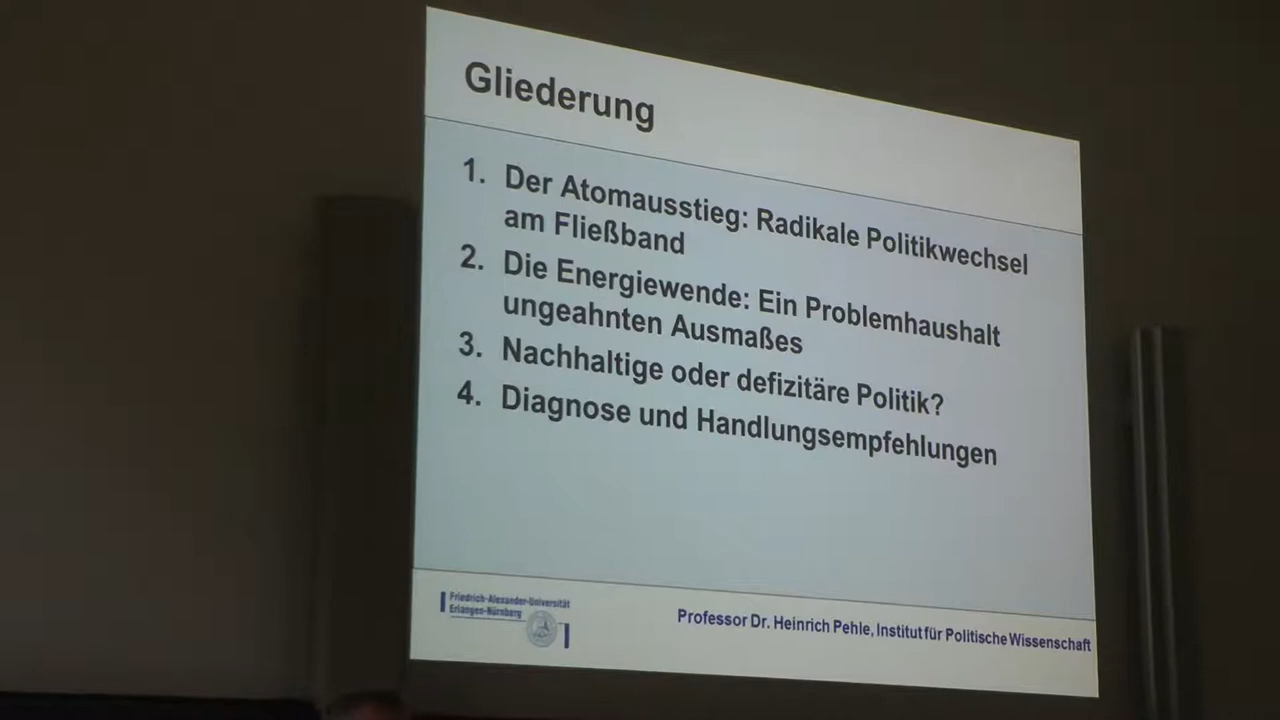 Gliederung
1. Der Atomausstieg: Radikale Politikwechsel
am Fließband
2. Die Energiewende: Ein Problemhaushalt
ungeahnten Ausmaßes
3. Nachhaltige oder defizitäre Politik?
4. Diagnose und Handlungsempfehlungen
Friedrich-Alexander-Universität
Erlangen-Nürnberg
Professor Dr. Heinrich Pehle, Institut für Politische Wissenschaft